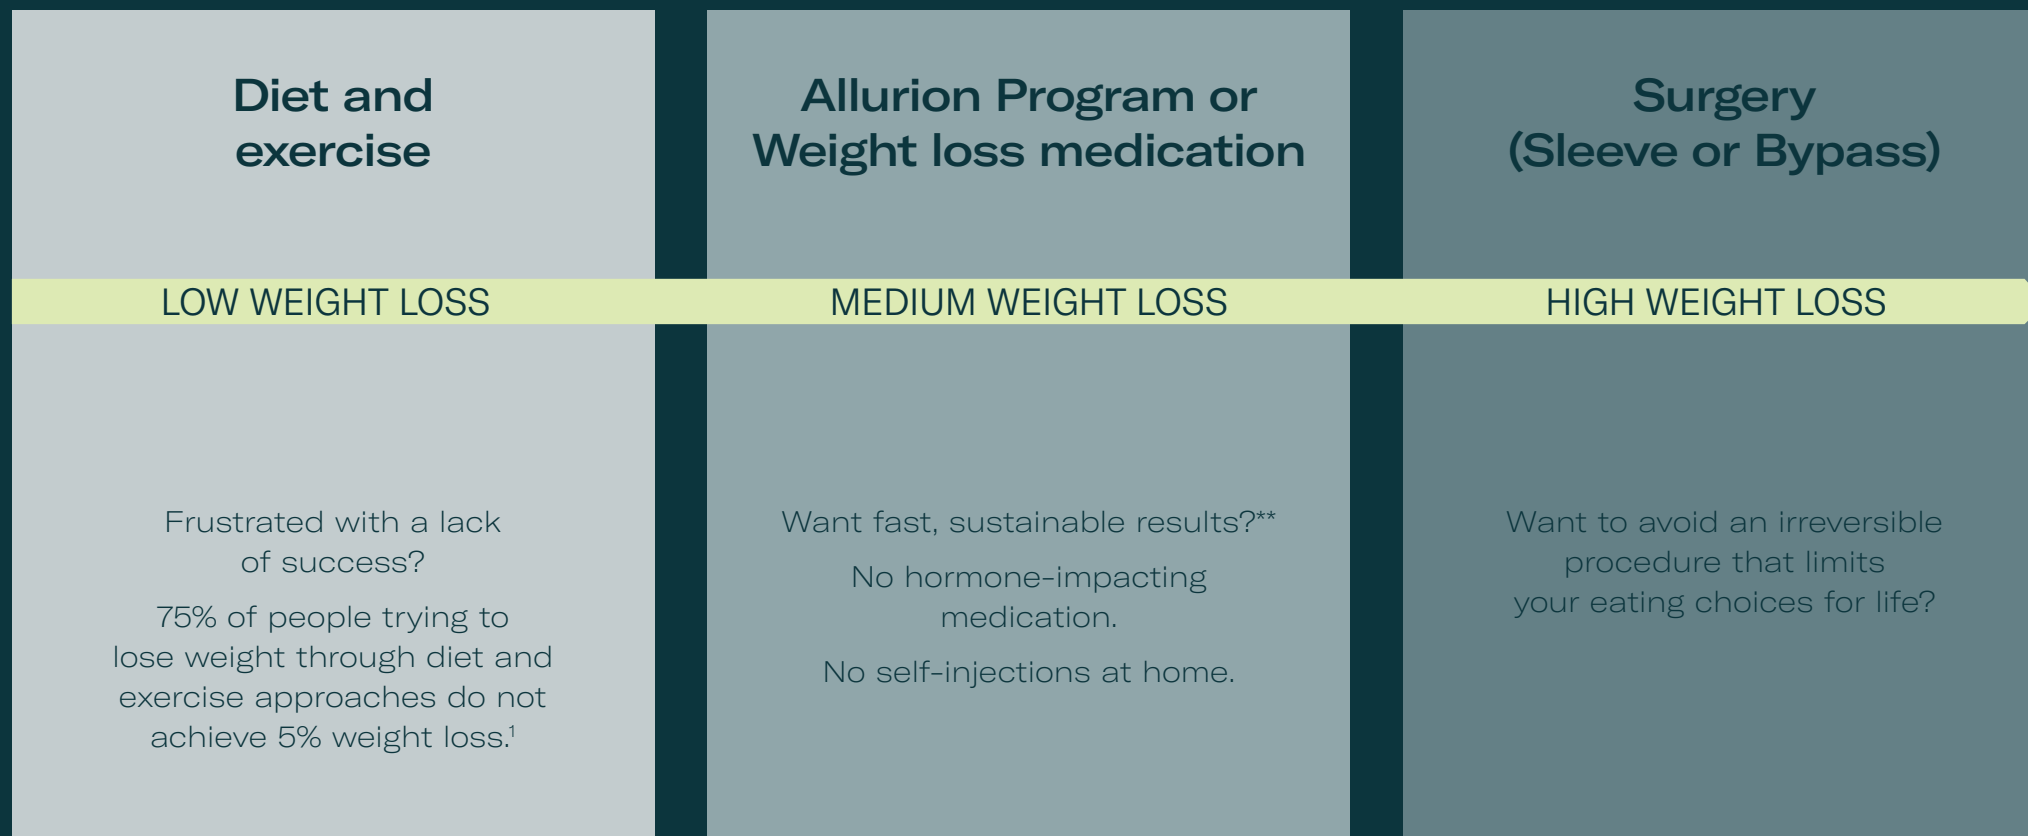 Diet and
exercise
LOW WEIGHT LOSS
Frustrated with a lack
of success?
75% of people trying to
lose weight through diet and
exercise approaches do not
achieve 5% weight loss.¹
Allurion Program or
Weight loss medication
MEDIUM WEIGHT LOSS
Want fast, sustainable results?**
No hormone-impacting
medication.
No self-injections at home.
Surgery
(Sleeve or Bypass)
HIGH WEIGHT LOSS
Want to avoid an irreversible
procedure that limits
your eating choices for life?